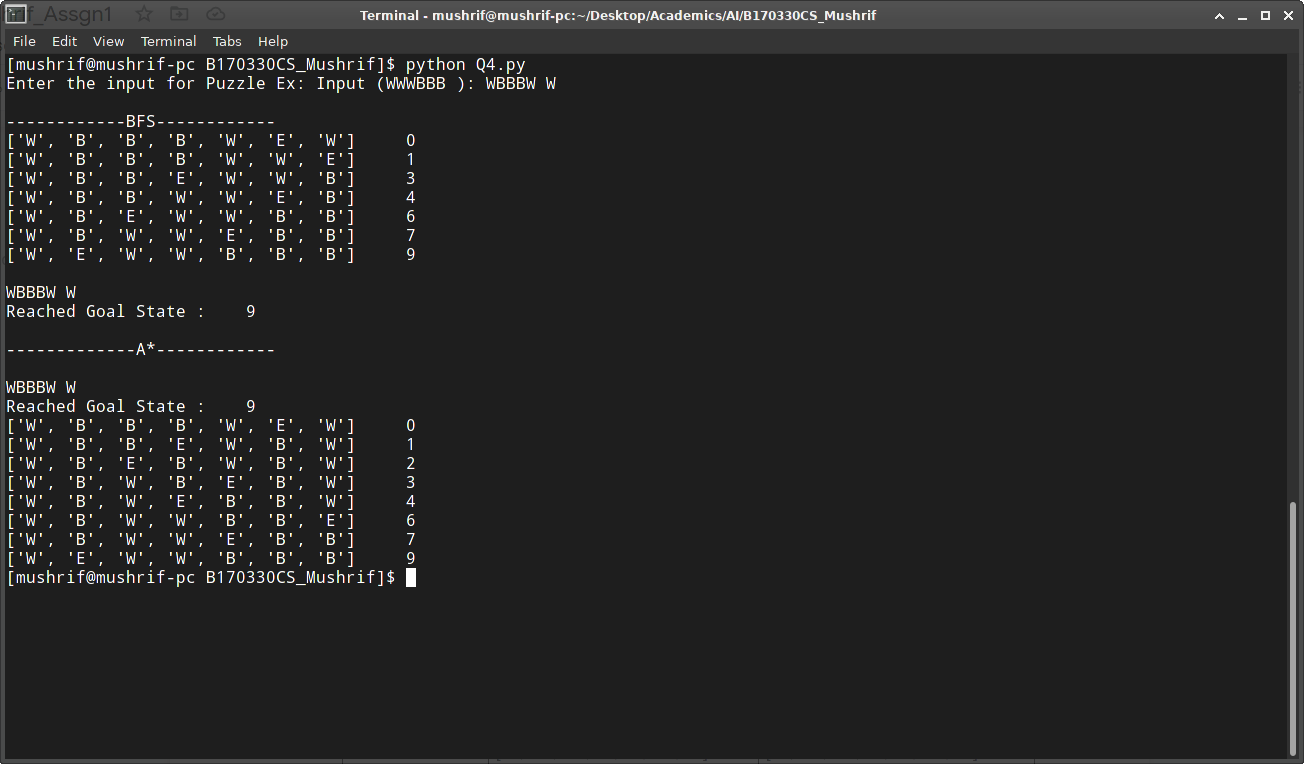 rif_Assgn1
Terminal - mushrif@mushrif-pc:~/Desktop/Academics/AI/B170330CS_Mushrif
File Edit View Terminal Tabs Help
[mushrif@mushrif-pc B170330CS_Mushrif]$ python Q4.py
Enter the input for Puzzle Ex: Input (WWWBBB ): WBBBW W
------------BFS------------
['W', 'B', 'B', 'B', 'W', 'E', 'W'] 0
['W', 'B', 'B', 'B', 'W', 'W', 'E'] 1
['W', 'B', 'B', 'E', 'W', 'W', 'B'] 3
['W', 'B', 'B', 'W', 'W', 'E', 'B'] 4
['W', 'B', 'E', 'W', 'W', 'B', 'B'] 6
['W', 'B', 'W', 'W', 'E', 'B', 'B'] 7
['W', 'E', 'W', 'W', 'B', 'B', 'B'] 9
WBBBW W
Reached Goal State : 9
-------------A*------------
WBBBW W
Reached Goal State : 9
['W', 'B', 'B', 'B', 'W', 'E', 'W'] 0
['W', 'B', 'B', 'E', 'W', 'B', 'W'] 1
['W', 'B', 'E', 'B', 'W', 'B', 'W'] 2
['W', 'B', 'W', 'B', 'E', 'B', 'W'] 3
['W', 'B', 'W', 'E', 'B', 'B', 'W'] 4
['W', 'B', 'W', 'W', 'B', 'B', 'E'] 6
['W', 'B', 'W', 'W', 'E', 'B', 'B'] 7
['W', 'E', 'W', 'W', 'B', 'B', 'B'] 9
[mushrif@mushrif-pc B170330CS_Mushrif]$